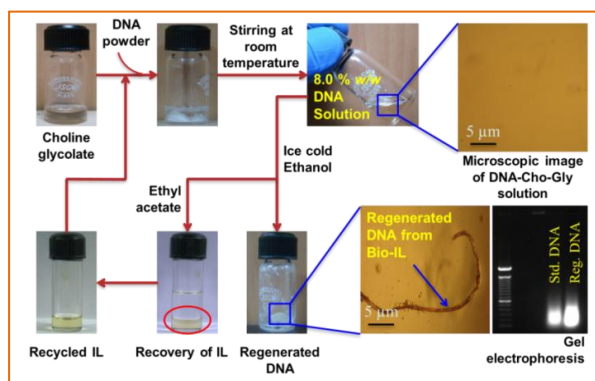 DNA
powder
Choline
glycolate
Stirring at
room
temperature
8.0 % w/w
DNA
Solution
5 µm
Microscopic image
of DNA-Cho-Gly
solution
Ice cold
Ethanol
Ethyl
acetate
Recycled IL
Recovery of IL
Regenerated
DNA
Regenerated
DNA from
Bio-IL
5 µm
Std. DNA
Reg. DNA
Gel
electrophoresis